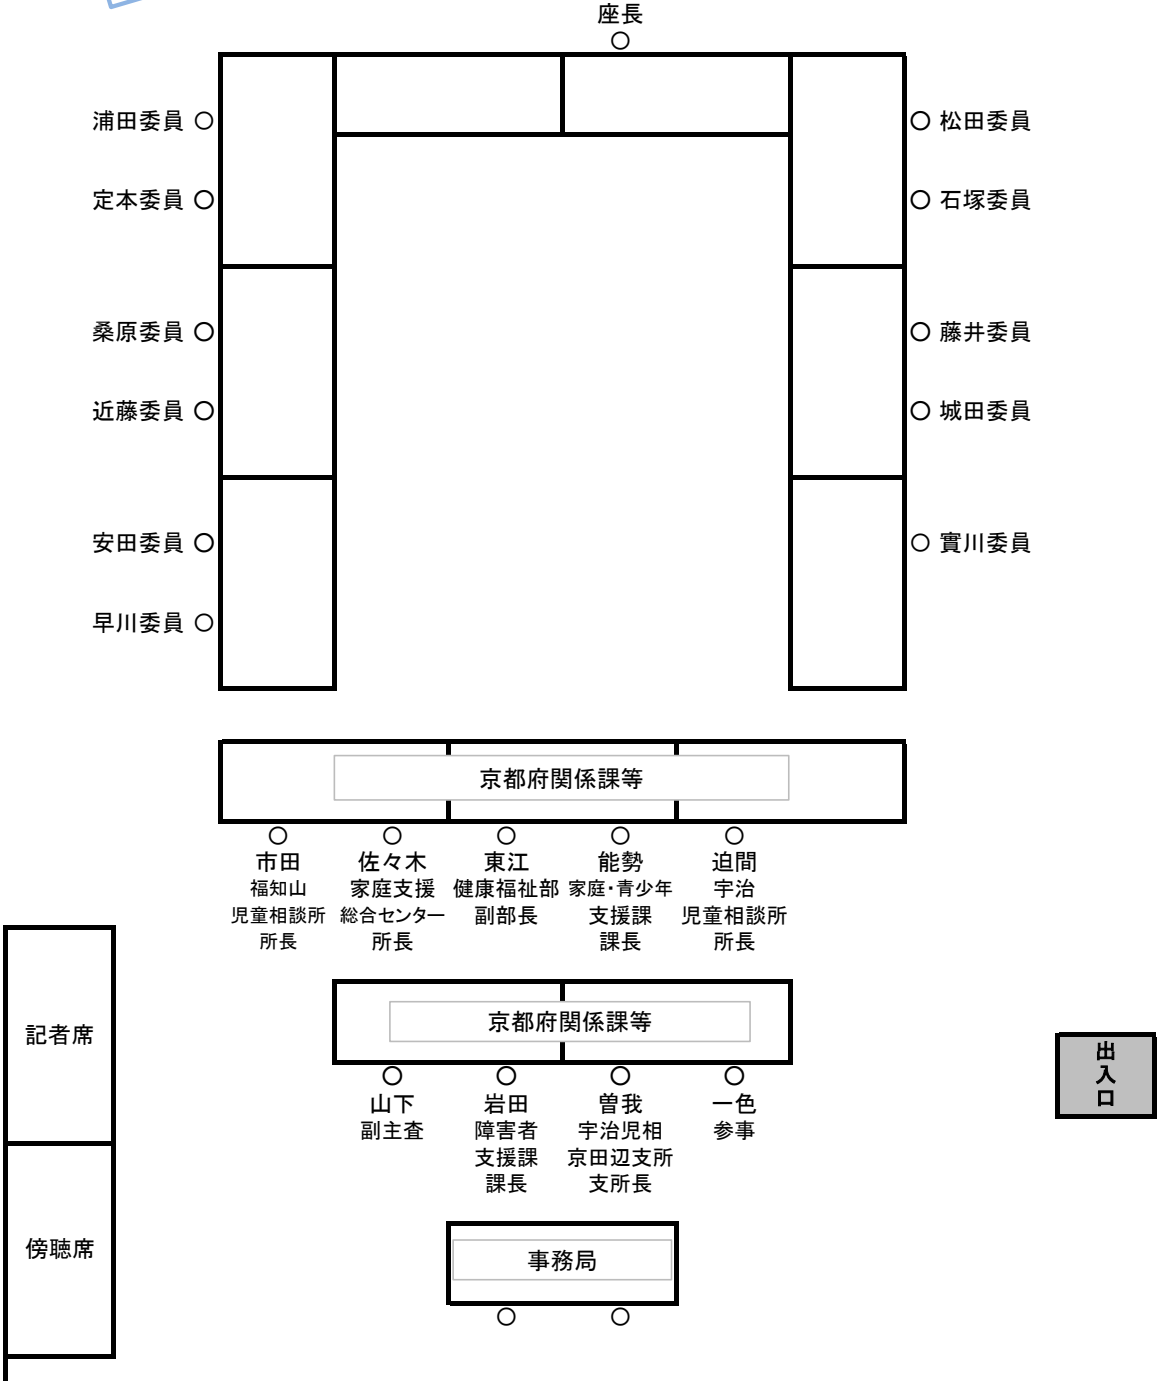 座長
浦田委員 ○ ○ 松田委員
定本委員 ○ ○ 石塚委員
桑原委員 ○ ○ 藤井委員
近藤委員 ○ ○ 城田委員
安田委員 ○ ○ 實川委員
早川委員 ○
京都府関係課等
市田
福知山
児童相談所
所長
佐々木
家庭支援
総合センター
所長
東江
健康福祉部
副部長
能勢
家庭・青少年
支援課
課長
迫間
宇治
児童相談所
所長
京都府関係課等
山下
副主査
岩田
障害者
支援課
課長
曽我
宇治児相
京田辺支所
支所長
一色
参事
事務局
記者席
傍聴席
出
入
口